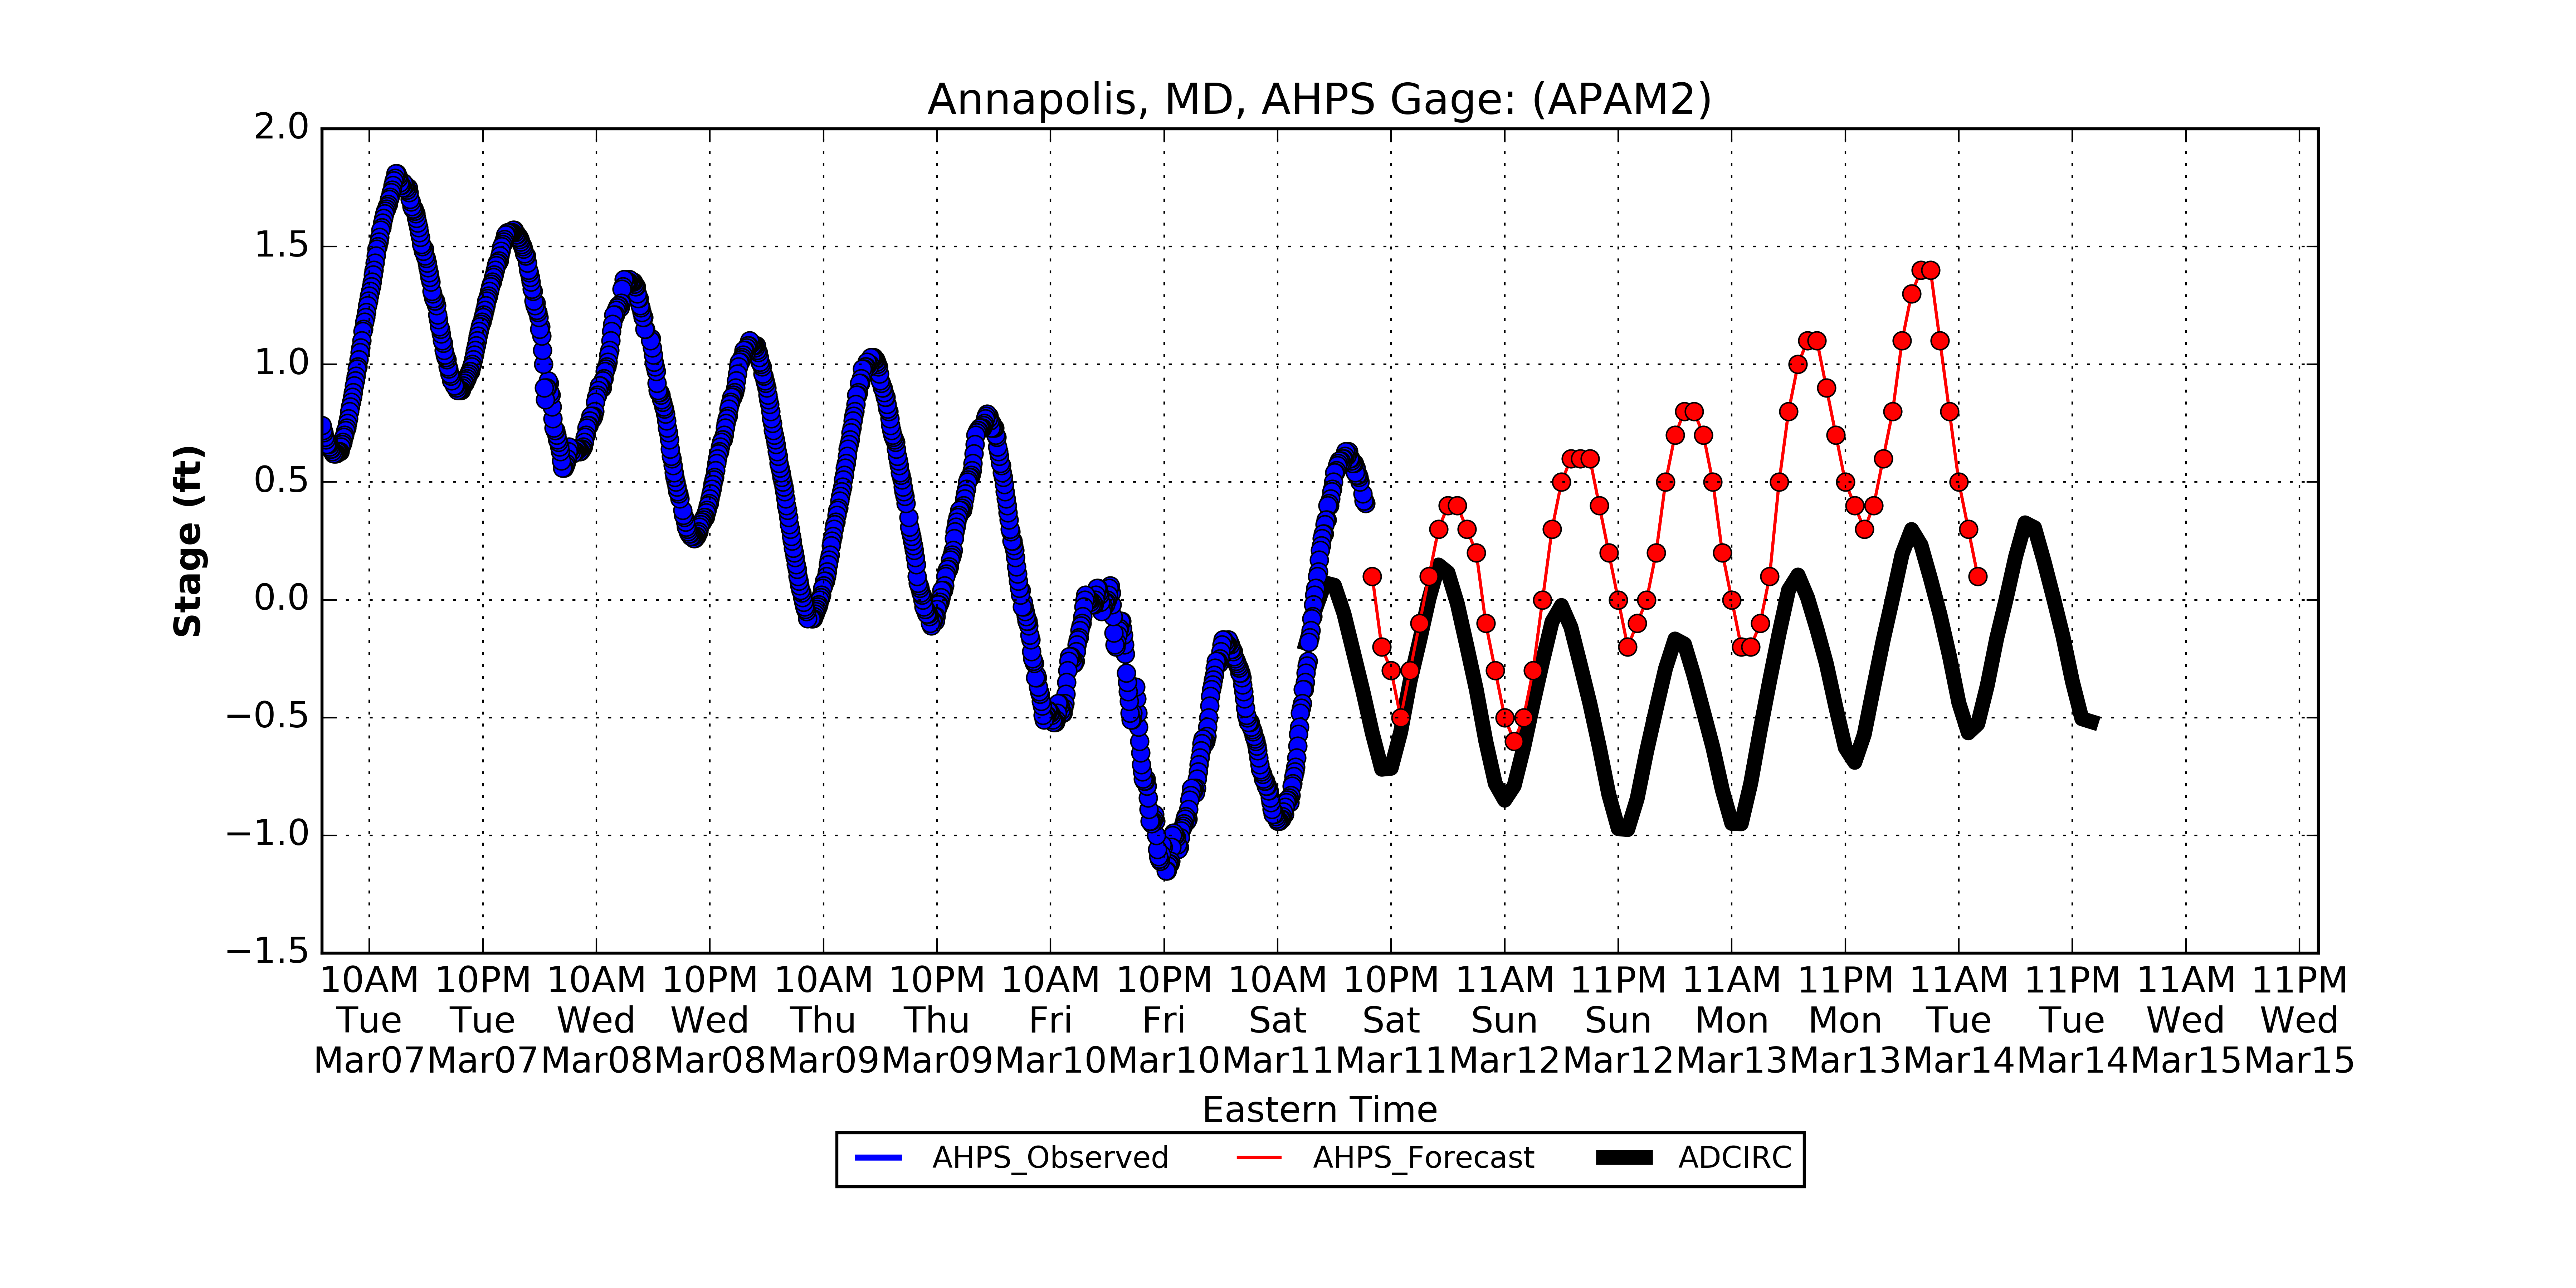 Annapolis, MD, AHPS Gage: (APAM2)
2.0
1.5
1.0
0.5
0.0
−0.5
−1.0
−1.5
Stage (ft)
10AM 10PM 10AM 10PM 10AM 10PM 10AM 10PM 10AM 10PM 11AM 11PM 11AM 11PM 11AM 11PM 11AM 11PM
Tue Tue Wed Wed Thu Thu Fri Fri Sat Sat Sun Sun Mon Mon Tue Tue Wed Wed
Mar07 Mar07 Mar08 Mar08 Mar09 Mar09 Mar10 Mar10 Mar11 Mar11 Mar12 Mar12 Mar13 Mar13 Mar14 Mar14 Mar15 Mar15
Eastern Time
AHPS_Observed AHPS_Forecast ADCIRC